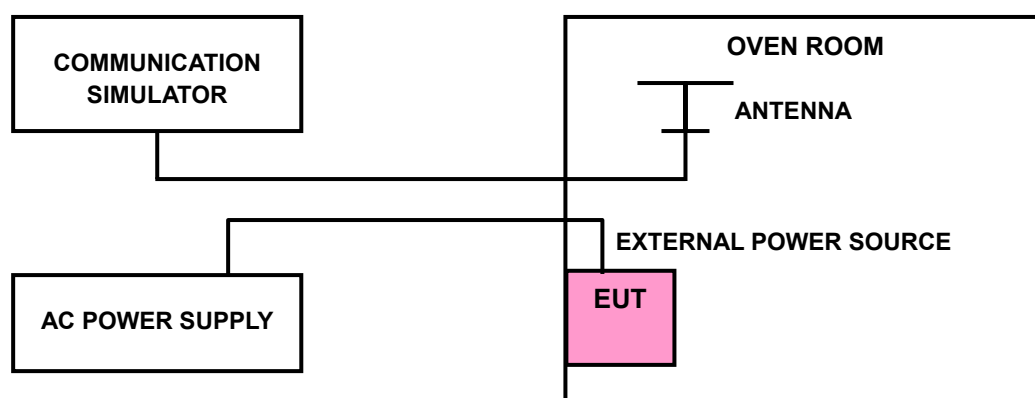 COMMUNICATION
SIMULATOR
OVEN ROOM
ANTENNA
EXTERNAL POWER SOURCE
AC POWER SUPPLY
EUT